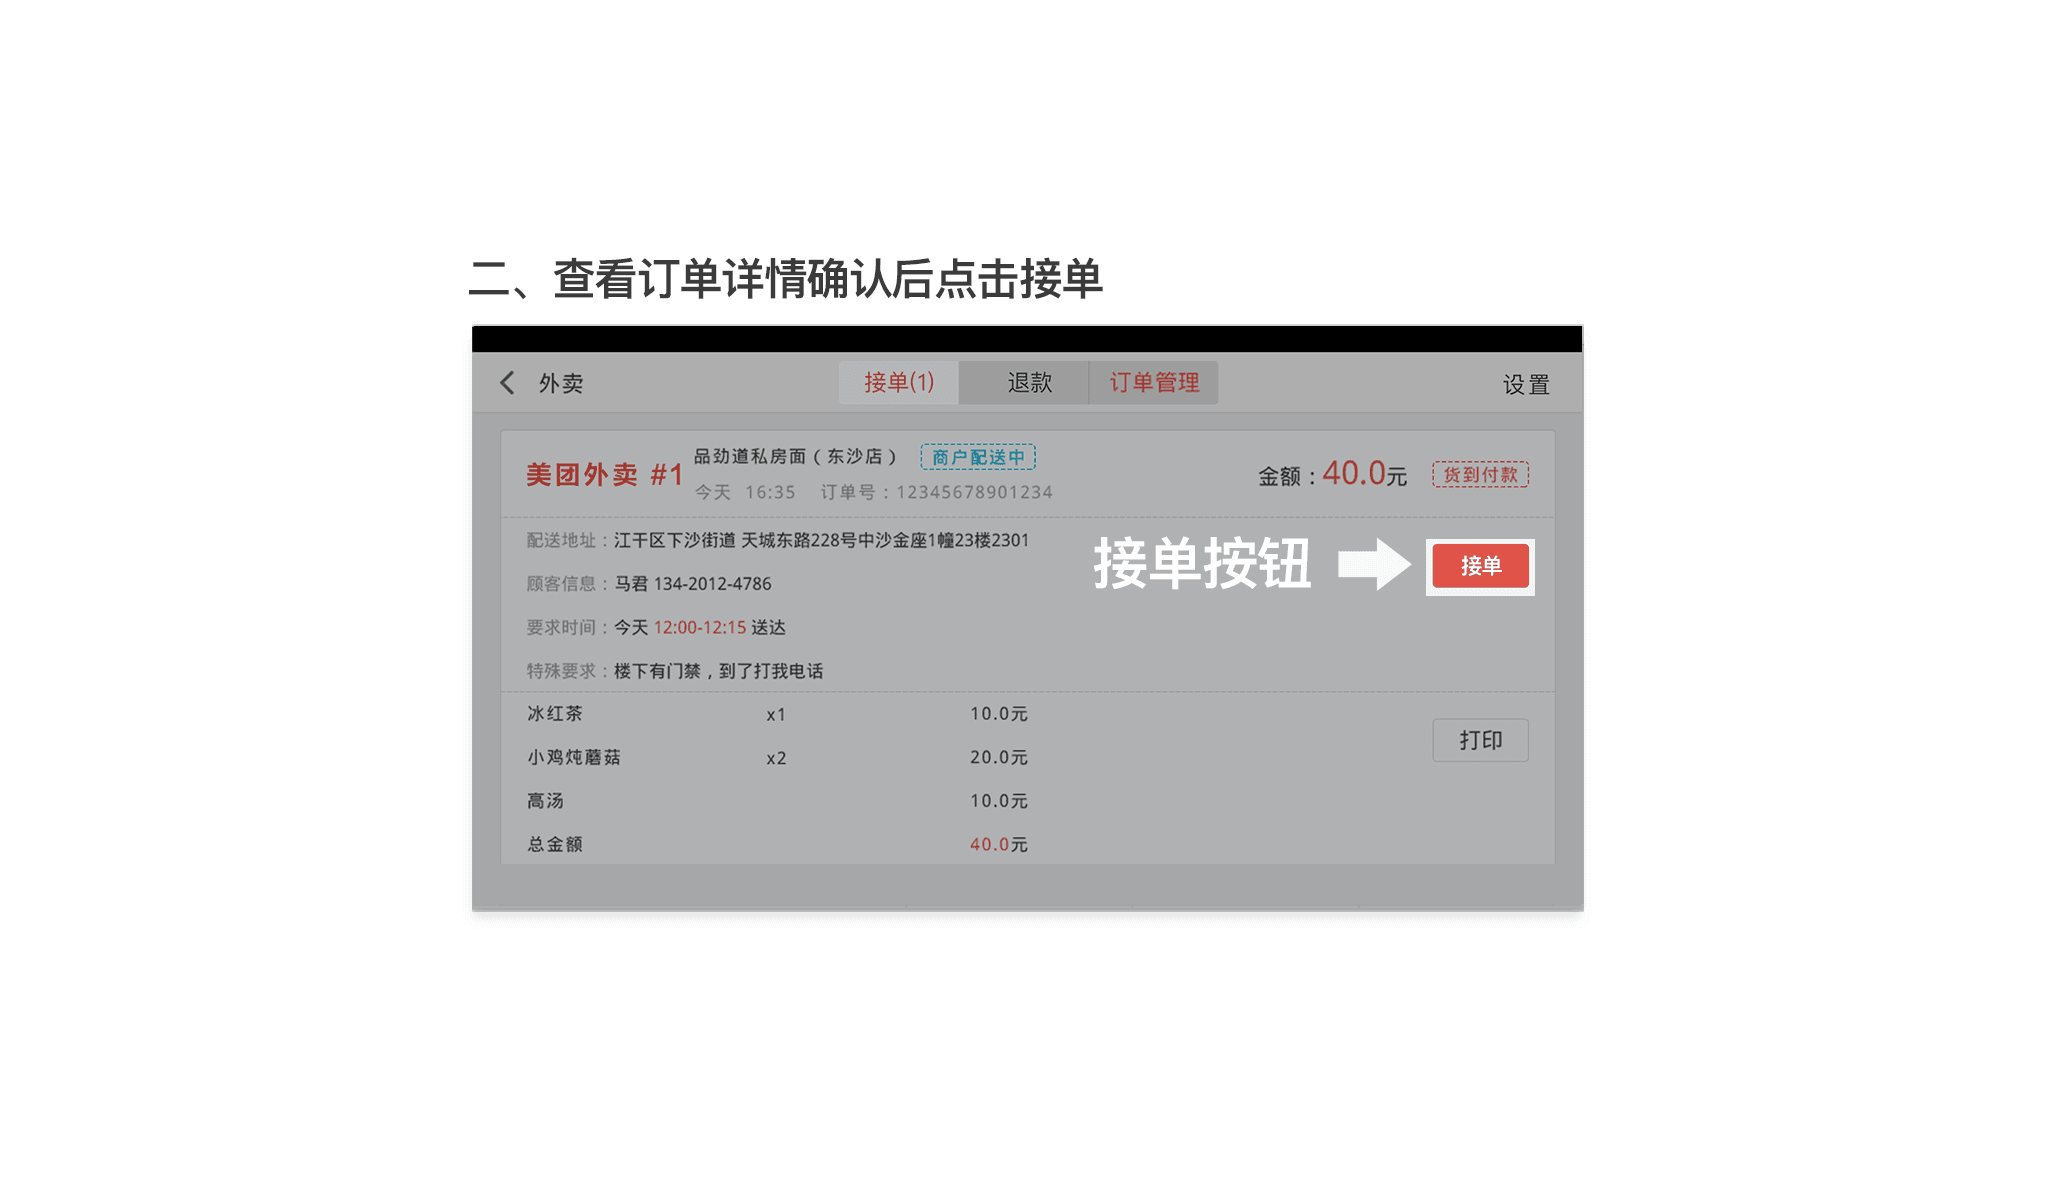 二、查看订单详情确认后点击接单
外卖 接单(1) 退款 订单管理 设置
美团外卖 #1 品劲道私房面（东沙店） 商户配送中 金额：40.0元 货到付款
今天 16:35 订单号：12345678901234
配送地址：江干区下沙街道 天城东路228号中沙金座1幢23楼2301
接单按钮 接单
顾客信息：马君 134-2012-4786
要求时间：今天 12:00-12:15 送达
特殊要求：楼下有门禁，到了打我电话
冰红茶 x1 10.0元
打印
小鸡炖蘑菇 x2 20.0元
高汤 10.0元
总金额 40.0元